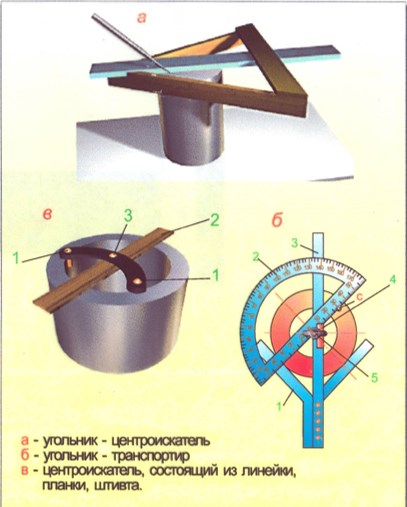 а
в
3
2
1
1
б
3
2
с
4
1
5
а - угольник - центроискатель
б - угольник - транспортир
в - центроискатель, состоящий из линейки,
планки, штивта.